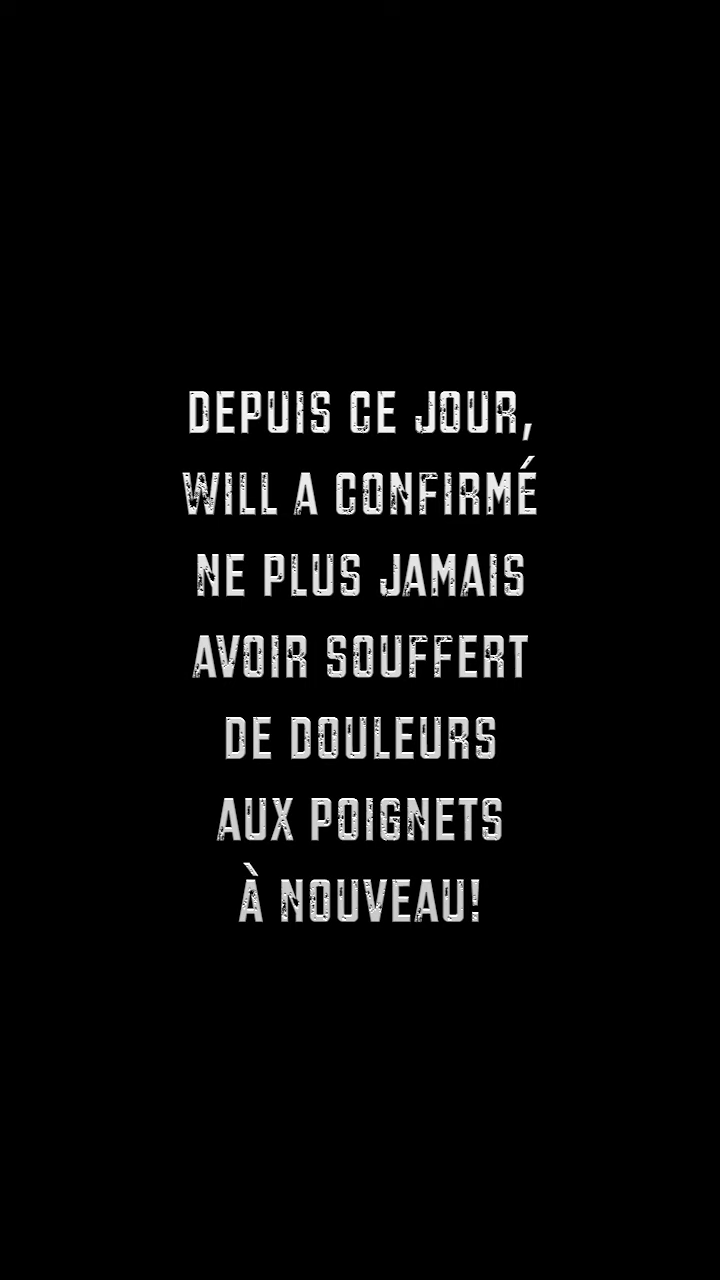 DEPUIS CE JOUR,
WILL A CONFIRMÉ
NE PLUS JAMAIS
AVOIR SOUFFERT
DE DOULEURS
AUX POIGNETS
À NOUVEAU!